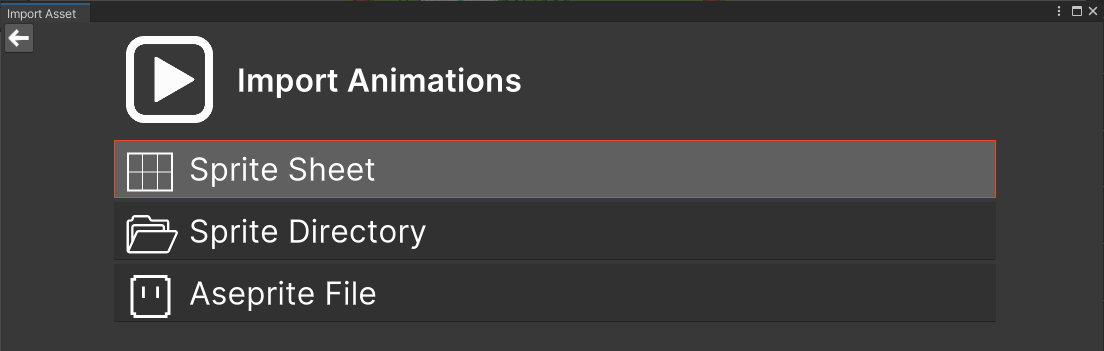 Import Asset
Import Animations
Sprite Sheet
Sprite Directory
Aseprite File